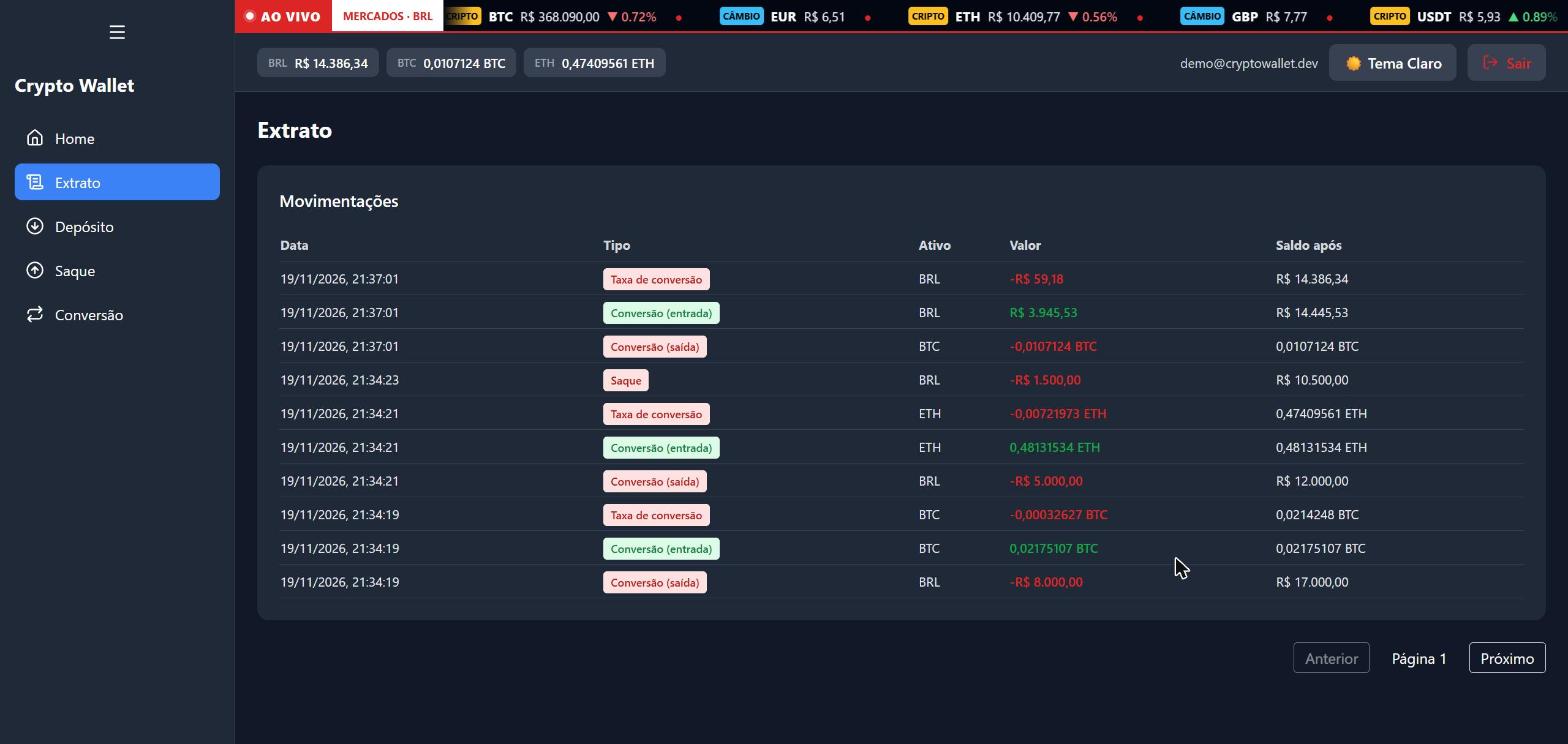 AO VIVO MERCADOS · BRL CRIPTO BTC R$ 368.090,00 ▼ 0.72% ● CÂMBIO EUR R$ 6,51 ● CRIPTO ETH R$ 10.409,77 ▼ 0.56% ● CÂMBIO GBP R$ 7,77 ● CRIPTO USDT R$ 5,93 ▲ 0.89%
BRL R$ 14.386,34 BTC 0,0107124 BTC ETH 0,47409561 ETH demo@cryptowallet.dev Tema Claro Sair
Crypto Wallet
Home
Extrato
Depósito
Saque
Conversão
Extrato
Movimentações
Data Tipo Ativo Valor Saldo após
19/11/2026, 21:37:01 Taxa de conversão BRL -R$ 59,18 R$ 14.386,34
19/11/2026, 21:37:01 Conversão (entrada) BRL R$ 3.945,53 R$ 14.445,53
19/11/2026, 21:37:01 Conversão (saída) BTC -0,0107124 BTC 0,0107124 BTC
19/11/2026, 21:34:23 Saque BRL -R$ 1.500,00 R$ 10.500,00
19/11/2026, 21:34:21 Taxa de conversão ETH -0,00721973 ETH 0,47409561 ETH
19/11/2026, 21:34:21 Conversão (entrada) ETH 0,48131534 ETH 0,48131534 ETH
19/11/2026, 21:34:21 Conversão (saída) BRL -R$ 5.000,00 R$ 12.000,00
19/11/2026, 21:34:19 Taxa de conversão BTC -0,00032627 BTC 0,0214248 BTC
19/11/2026, 21:34:19 Conversão (entrada) BTC 0,02175107 BTC 0,02175107 BTC
19/11/2026, 21:34:19 Conversão (saída) BRL -R$ 8.000,00 R$ 17.000,00
Anterior Página 1 Próximo